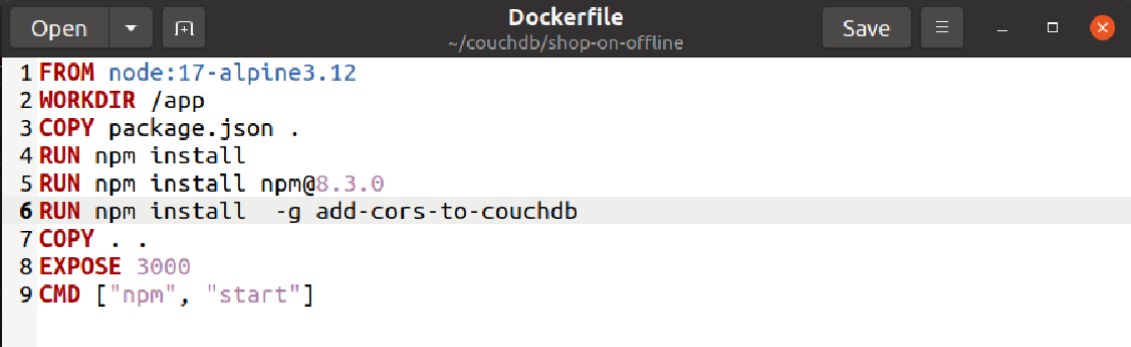 Open
Dockerfile
~/couchdb/shop-on-offline
Save
1 FROM node:17-alpine3.12
2 WORKDIR /app
3 COPY package.json .
4 RUN npm install
5 RUN npm install npm@8.3.0
6 RUN npm install  -g add-cors-to-couchdb
7 COPY . .
8 EXPOSE 3000
9 CMD ["npm", "start"]